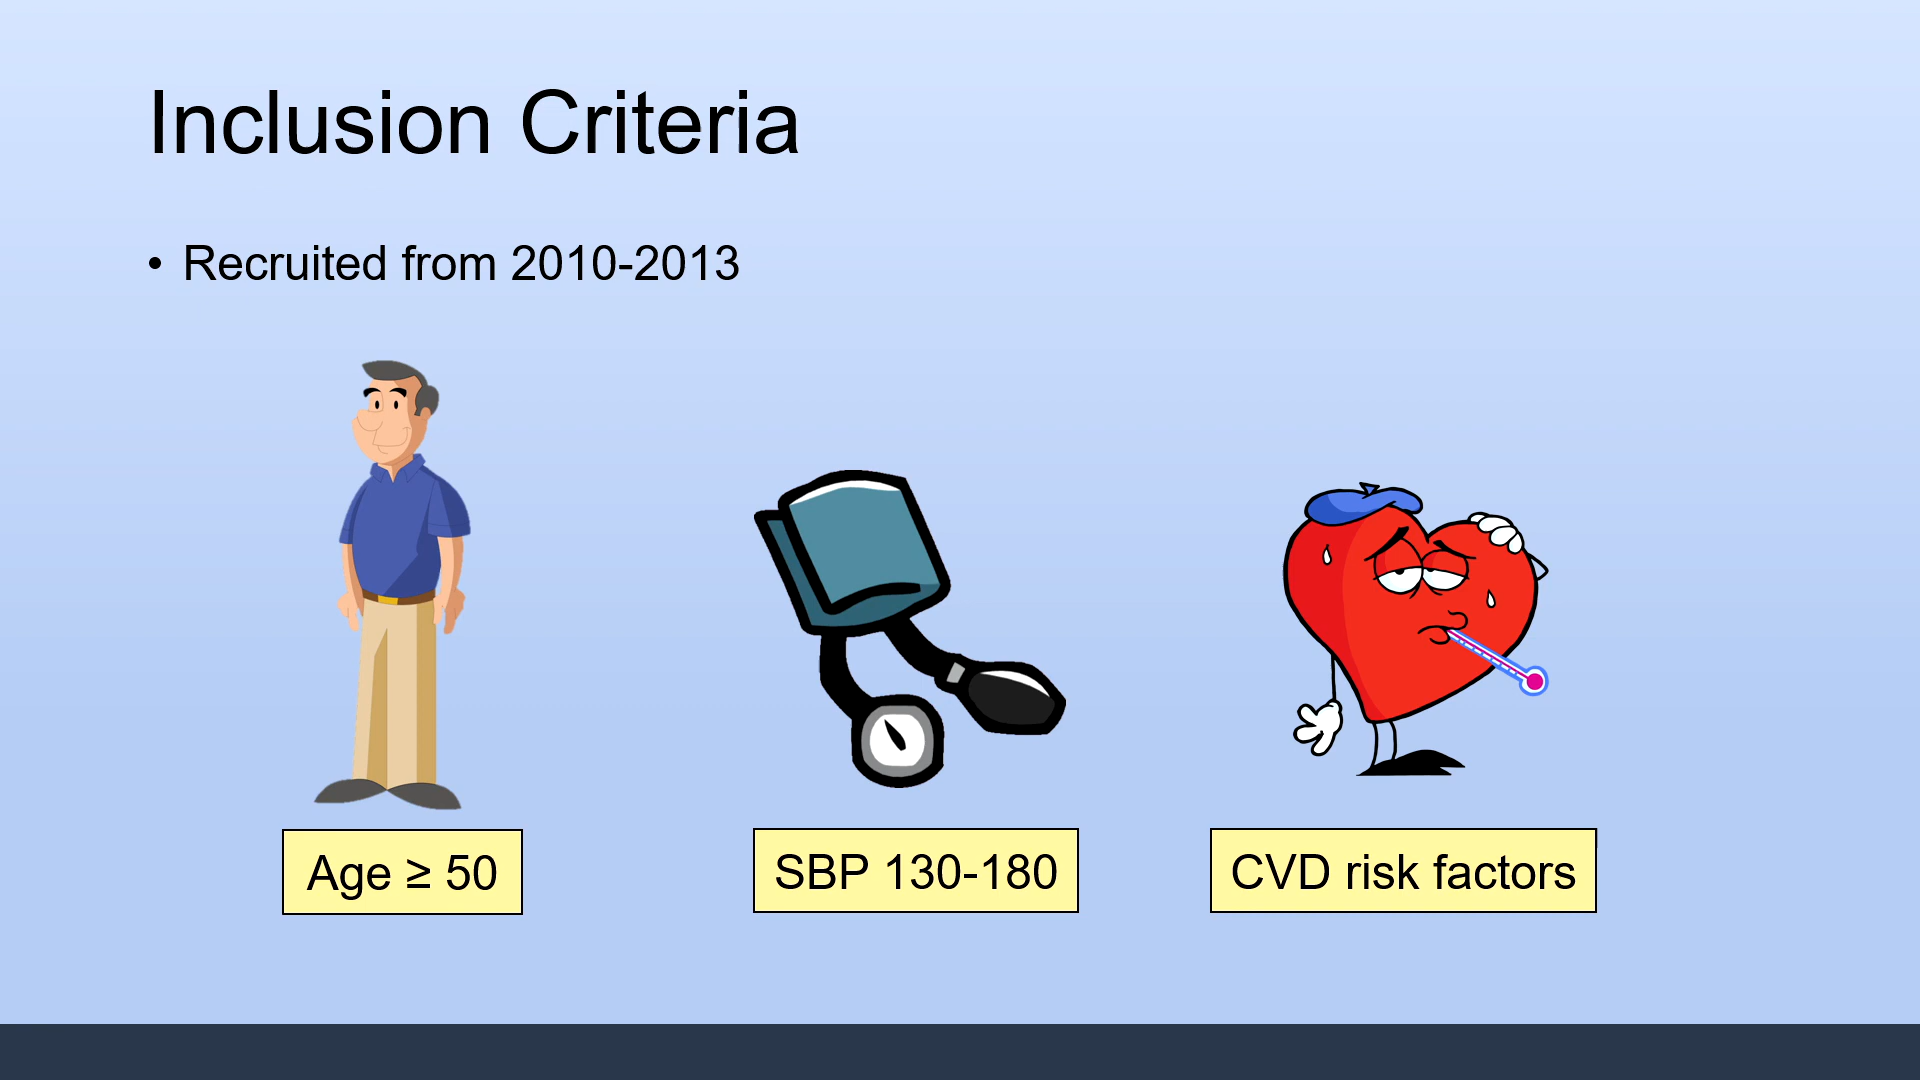 Inclusion Criteria
• Recruited from 2010-2013
Age ≥ 50
SBP 130-180
CVD risk factors